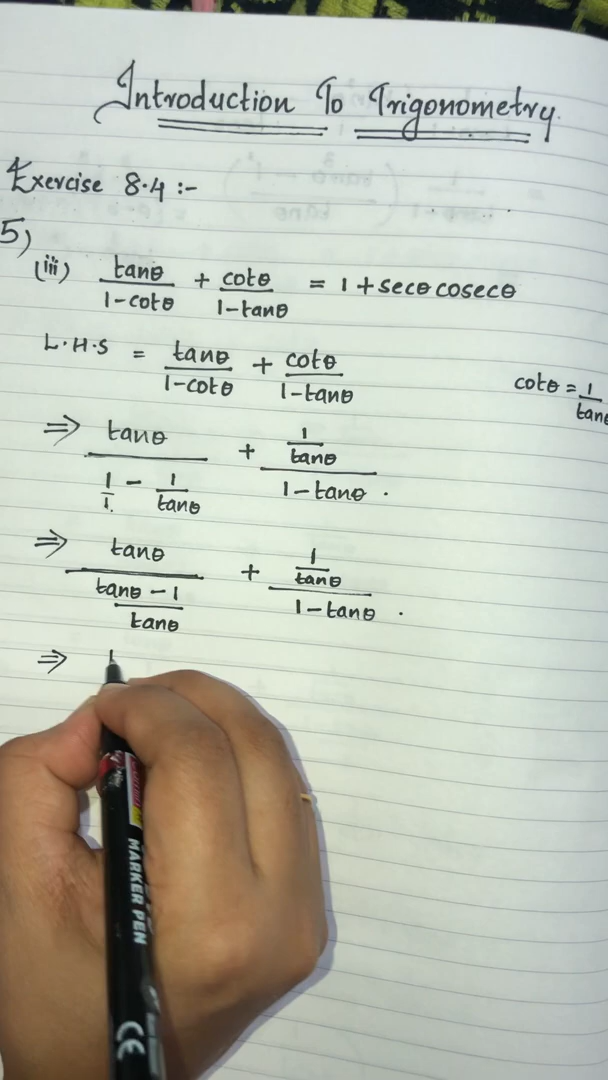 Introduction To Trigonometry.
Exercise 8.4 :-
5)
(iii) tanθ/1-cotθ + cotθ/1-tanθ = 1 + secθ cosecθ
L.H.S = tanθ/1-cotθ + cotθ/1-tanθ
cotθ = 1/tanθ
⇒ tanθ/(1/1 - 1/tanθ) + (1/tanθ)/(1-tanθ) .
⇒ tanθ/((tanθ - 1)/tanθ) + (1/tanθ)/(1-tanθ) .
⇒
MARKER PEN
CE